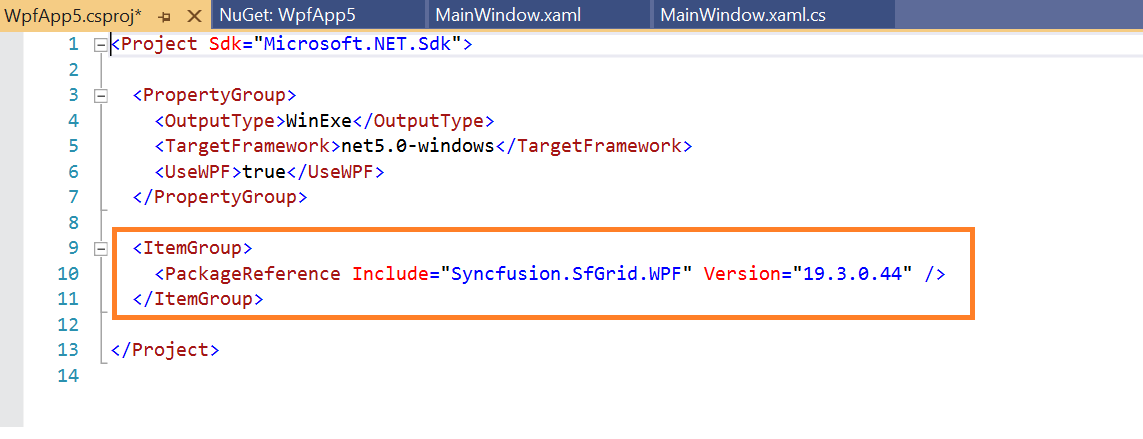 WpfApp5.csproj* NuGet: WpfApp5 MainWindow.xaml MainWindow.xaml.cs
1 <Project Sdk="Microsoft.NET.Sdk">
2
3 <PropertyGroup>
4 <OutputType>WinExe</OutputType>
5 <TargetFramework>net5.0-windows</TargetFramework>
6 <UseWPF>true</UseWPF>
7 </PropertyGroup>
8
9 <ItemGroup>
10 <PackageReference Include="Syncfusion.SfGrid.WPF" Version="19.3.0.44" />
11 </ItemGroup>
12
13 </Project>
14